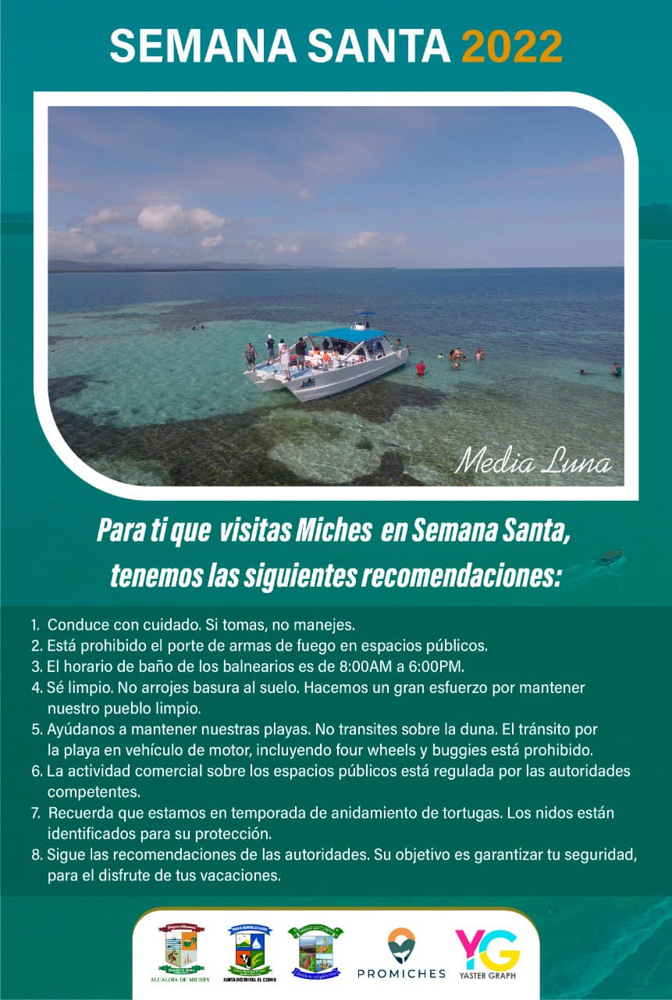 SEMANA SANTA 2022
Media Luna
Para ti que visitas Miches en Semana Santa,
tenemos las siguientes recomendaciones:
1. Conduce con cuidado. Si tomas, no manejes.
2. Está prohibido el porte de armas de fuego en espacios públicos.
3. El horario de baño de los balnearios es de 8:00AM a 6:00PM.
4. Sé limpio. No arrojes basura al suelo. Hacemos un gran esfuerzo por mantener
nuestro pueblo limpio.
5. Ayúdanos a mantener nuestras playas. No transites sobre la duna. El tránsito por
la playa en vehículo de motor, incluyendo four wheels y buggies está prohibido.
6. La actividad comercial sobre los espacios públicos está regulada por las autoridades
competentes.
7. Recuerda que estamos en temporada de anidamiento de tortugas. Los nidos están
identificados para su protección.
8. Sigue las recomendaciones de las autoridades. Su objetivo es garantizar tu seguridad,
para el disfrute de tus vacaciones.
ALCALDÍA DE MICHES
JUNTA DISTRITAL EL CEDRO
PROMICHES
YG
YASTER GRAPH